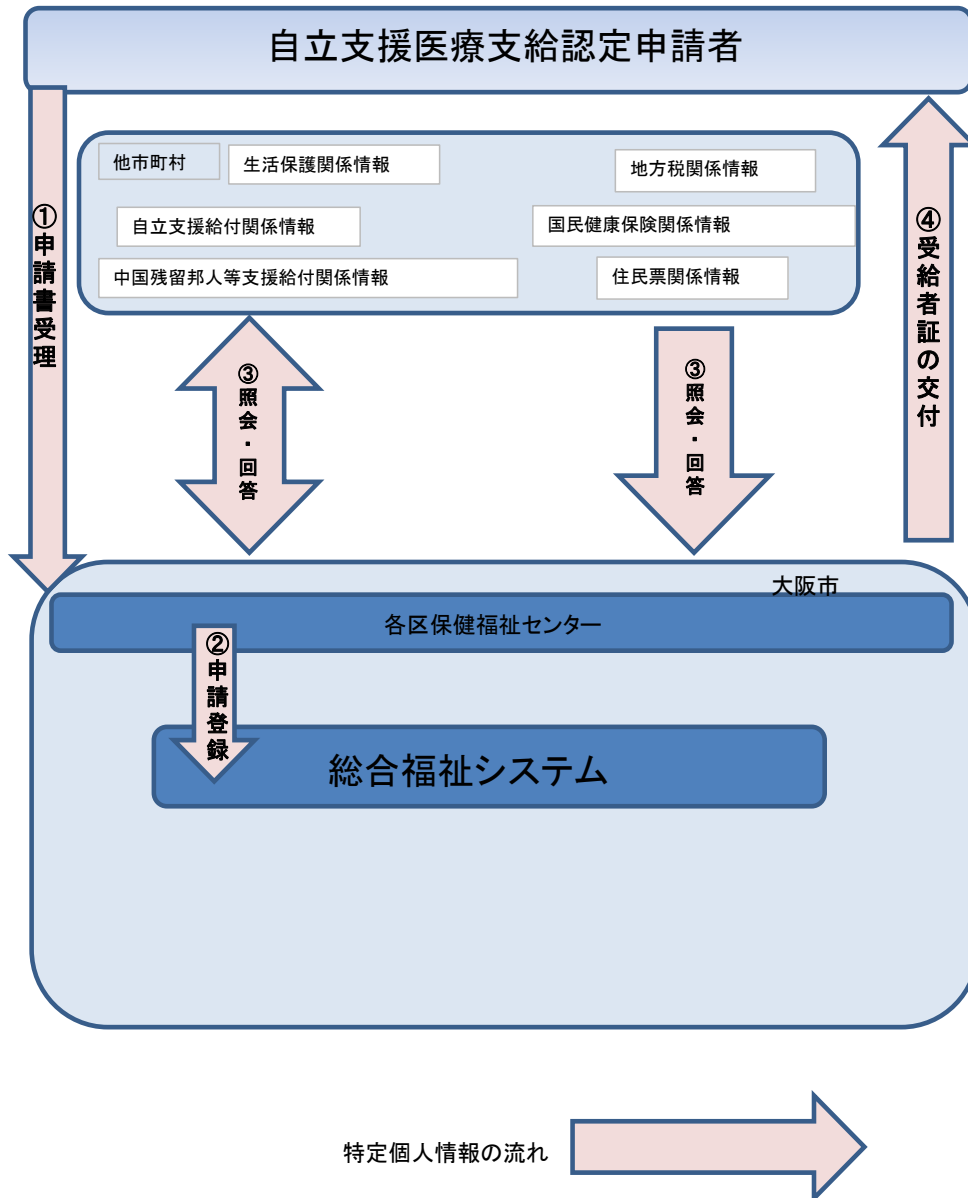 自立支援医療支給認定申請者
①申請書受理
他市町村
生活保護関係情報
地方税関係情報
自立支援給付関係情報
国民健康保険関係情報
中国残留邦人等支援給付関係情報
住民票関係情報
③照会・回答
③照会・回答
④受給者証の交付
大阪市
各区保健福祉センター
②申請登録
総合福祉システム
特定個人情報の流れ